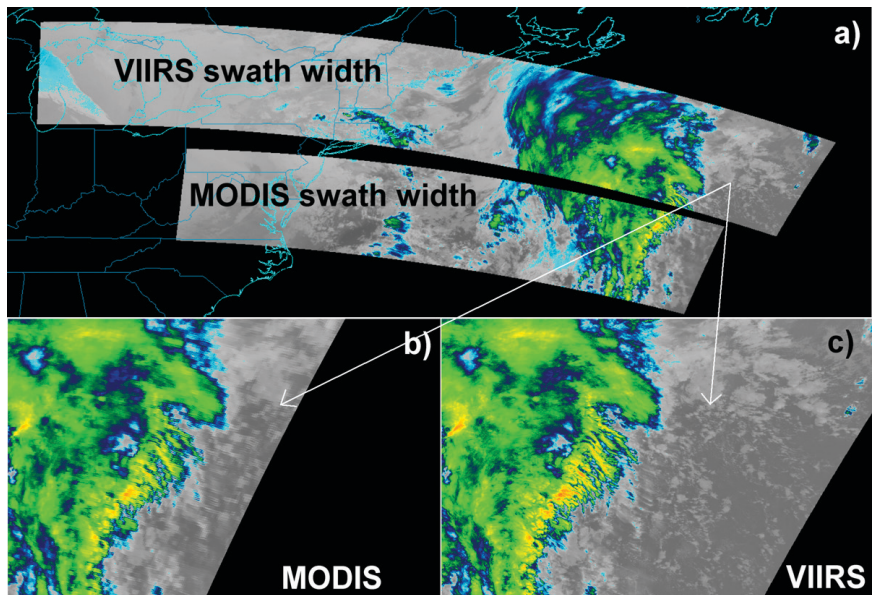 a)
VIIRS swath width
MODIS swath width
b)
c)
MODIS
VIIRS